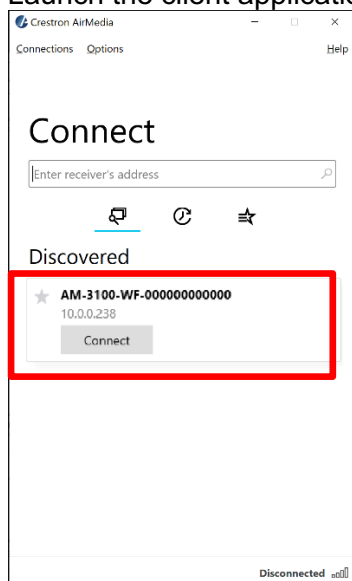 Launch the client applicatio
Crestron AirMedia
Connections Options Help
Connect
Enter receiver's address
Discovered
AM-3100-WF-000000000000
10.0.0.238
Connect
Disconnected